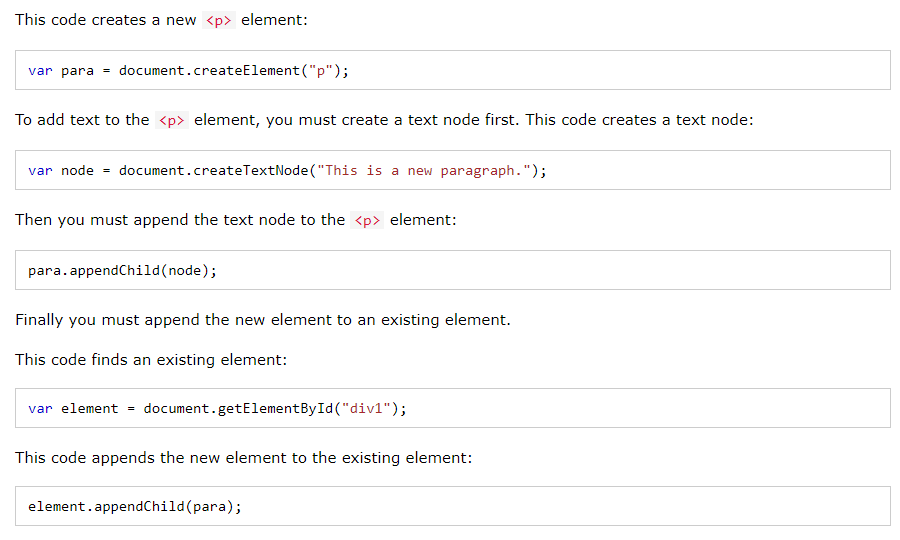 This code creates a new <p> element:
var para = document.createElement("p");
To add text to the <p> element, you must create a text node first. This code creates a text node:
var node = document.createTextNode("This is a new paragraph.");
Then you must append the text node to the <p> element:
para.appendChild(node);
Finally you must append the new element to an existing element.
This code finds an existing element:
var element = document.getElementById("div1");
This code appends the new element to the existing element:
element.appendChild(para);